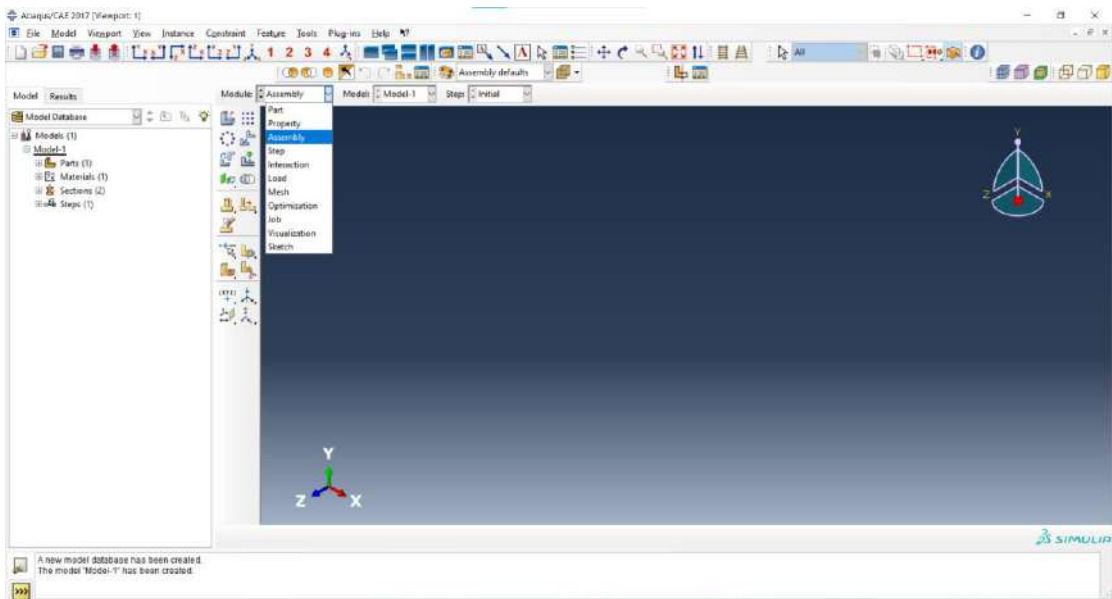 Abaqus/CAE 2017 [Viewport: 1]
File Model Viewport View Instance Constraint Feature Tools Plug-ins Help
1 2 3 4 A All
Assembly defaults
Model Results
Module: Assembly Model: Model-1 Step: Initial
Model Database
Models (1)
Model-1
Parts (1)
Materials (1)
Sections (2)
Steps (1)
Part
Property
Assembly
Step
Interaction
Load
Mesh
Optimization
Job
Visualization
Sketch
Y
Z X
Y
Z X
SIMULIA
A new model database has been created.
The model "Model-1" has been created.
>>>